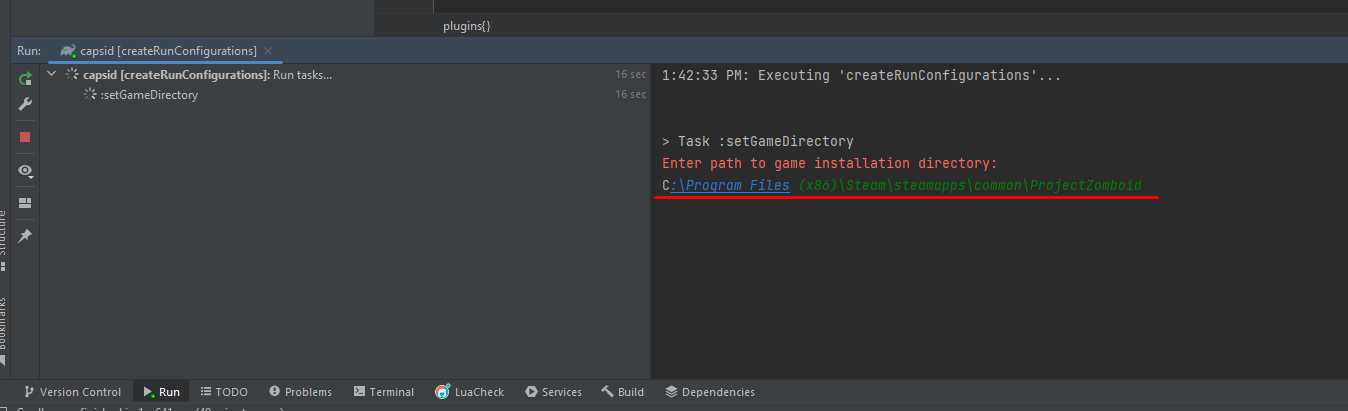 plugins{}
Run: capsid [createRunConfigurations] ×
capsid [createRunConfigurations]: Run tasks... 16 sec
:setGameDirectory 16 sec
1:42:33 PM: Executing 'createRunConfigurations'...
> Task :setGameDirectory
Enter path to game installation directory:
C:\Program Files (x86)\Steam\steamapps\common\ProjectZomboid
Structure
Bookmarks
Version Control Run TODO Problems Terminal LuaCheck Services Build Dependencies